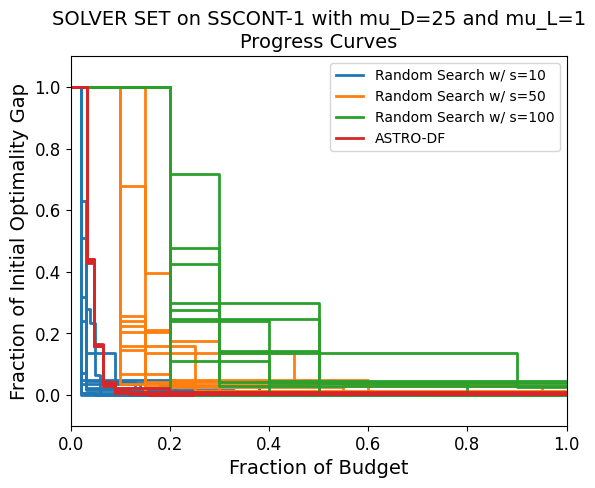 SOLVER SET on SSCONT-1 with mu_D=25 and mu_L=1
Progress Curves
Random Search w/ s=10
Random Search w/ s=50
Random Search w/ s=100
ASTRO-DF
Fraction of Initial Optimality Gap
1.0
0.8
0.6
0.4
0.2
0.0
0.0 0.2 0.4 0.6 0.8 1.0
Fraction of Budget